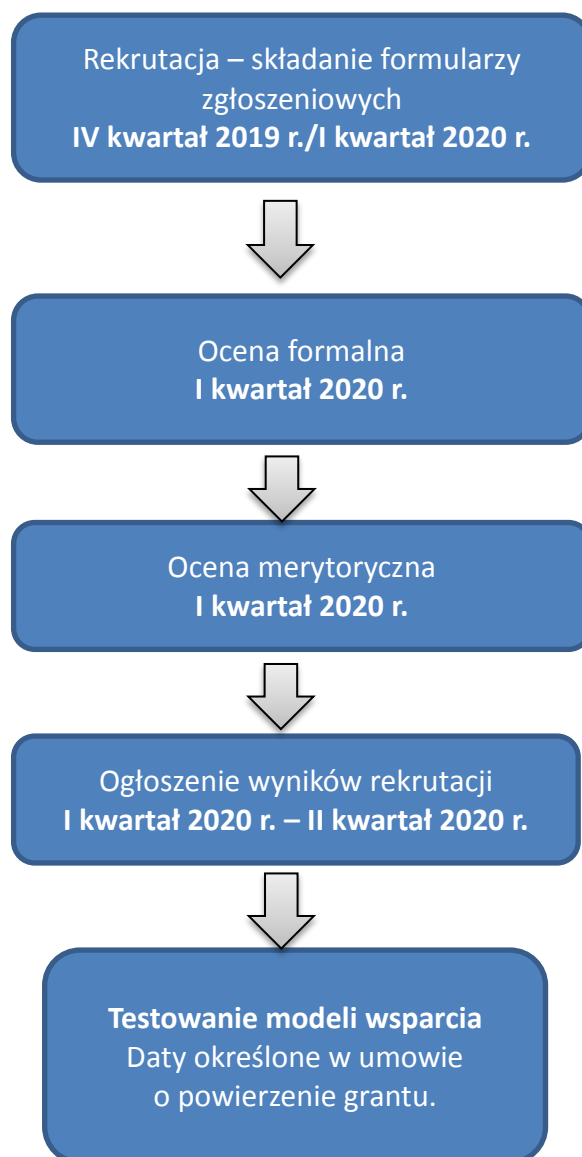 Rekrutacja – składanie formularzy
zgłoszeniowych
IV kwartał 2019 r./I kwartał 2020 r.
Ocena formalna
I kwartał 2020 r.
Ocena merytoryczna
I kwartał 2020 r.
Ogłoszenie wyników rekrutacji
I kwartał 2020 r. – II kwartał 2020 r.
Testowanie modeli wsparcia
Daty określone w umowie
o powierzenie grantu.